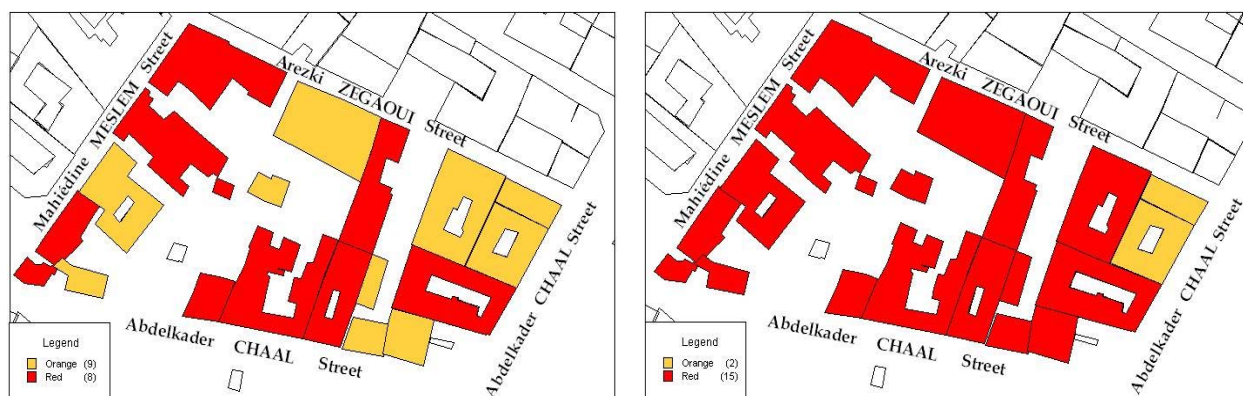 Mahiédine MESLEM Street
Arezki ZEGAOUI Street
Abdelkader CHAAL Street
Abdelkader CHAAL Street
Legend
Orange (9)
Red (8)
Mahiédine MESLEM Street
Arezki ZEGAOUI Street
Abdelkader CHAAL Street
Abdelkader CHAAL Street
Legend
Orange (2)
Red (15)